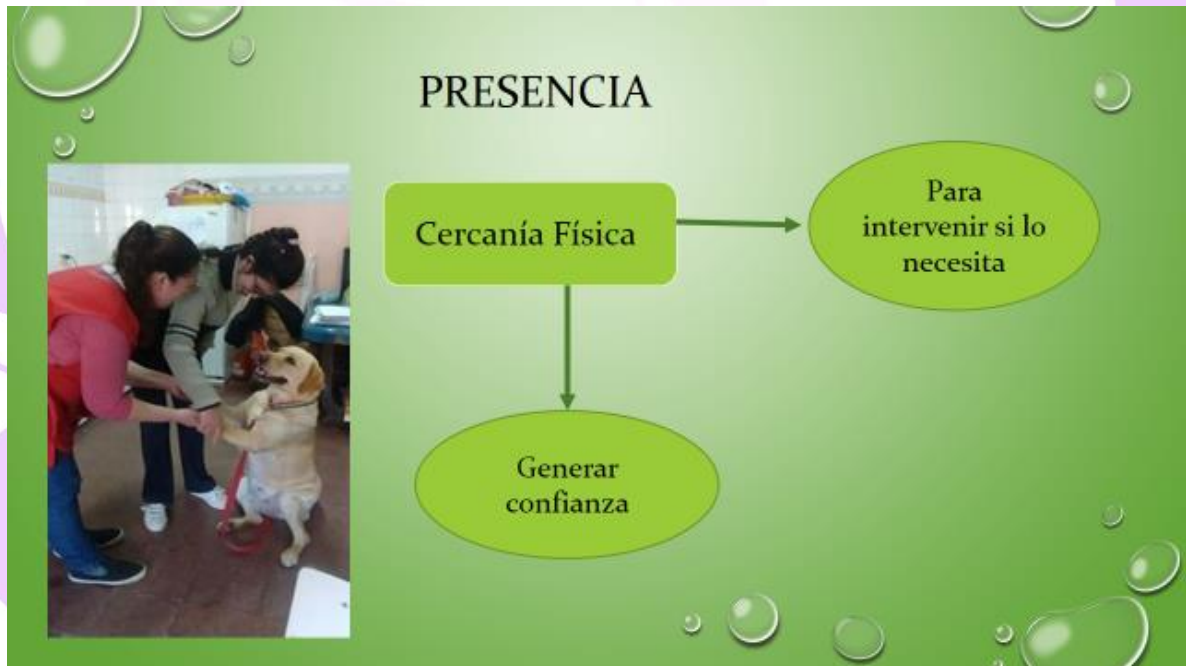 PRESENCIA
Cercanía Física
Para
intervenir si lo
necesita
Generar
confianza